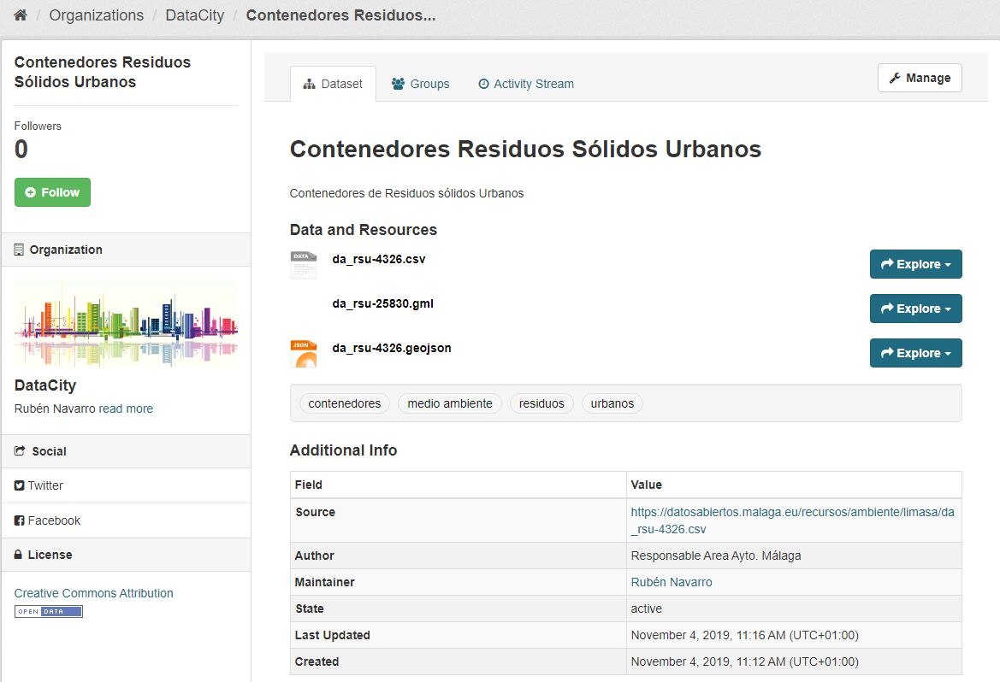 / Organizations / DataCity / Contenedores Residuos...
Contenedores Residuos
Sólidos Urbanos
Followers
0
Follow
Organization
DataCity
Rubén Navarro read more
Social
Twitter
Facebook
License
Creative Commons Attribution
OPEN DATA
Dataset
Groups
Activity Stream
Manage
Contenedores Residuos Sólidos Urbanos
Contenedores de Residuos sólidos Urbanos
Data and Resources
DATA
da_rsu-4326.csv
Explore
da_rsu-25830.gml
Explore
JSON
da_rsu-4326.geojson
Explore
contenedores medio ambiente residuos urbanos
Additional Info
Field Value
Source https://datosabiertos.malaga.eu/recursos/ambiente/limasa/da
_rsu-4326.csv
Author Responsable Area Ayto. Málaga
Maintainer Rubén Navarro
State active
Last Updated November 4, 2019, 11:16 AM (UTC+01:00)
Created November 4, 2019, 11:12 AM (UTC+01:00)